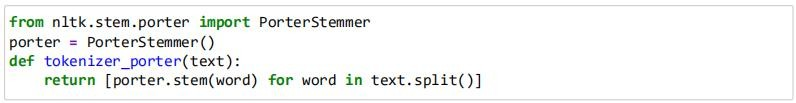 from nltk.stem.porter import PorterStemmer
porter = PorterStemmer()
def tokenizer_porter(text):
    return [porter.stem(word) for word in text.split()]